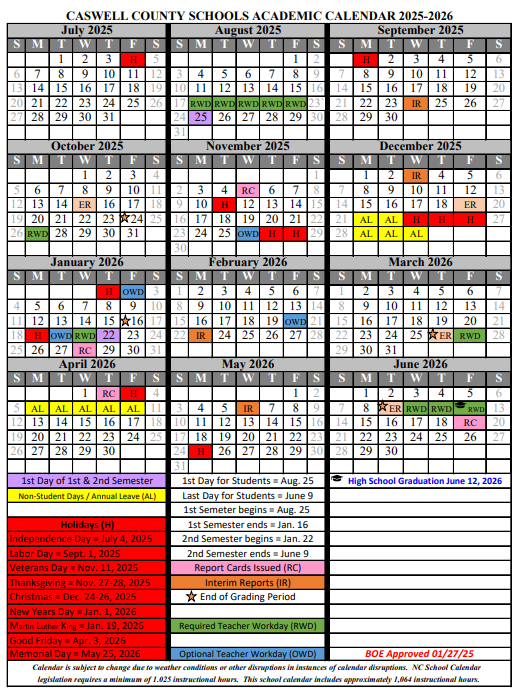 CASWELL COUNTY SCHOOLS ACADEMIC CALENDAR 2025-2026
July 2025
S M T W T F S
1 2 3 H 5
6 7 8 9 10 11 12
13 14 15 16 17 18 19
20 21 22 23 24 25 26
27 28 29 30 31
August 2025
S M T W T F S
1 2
3 4 5 6 7 8 9
10 11 12 13 14 15 16
17 RWD RWD RWD RWD RWD 23
24 25 26 27 28 29 30
31
September 2025
S M T W T F S
H 2 3 4 5 6
7 8 9 10 11 12 13
14 15 16 17 18 19 20
21 22 23 IR 25 26 27
28 29 30
October 2025
S M T W T F S
1 2 3 4
5 6 7 8 9 10 11
12 13 14 ER 16 17 18
19 20 21 22 23 24 25
26 RWD 28 29 30 31
November 2025
S M T W T F S
1
2 3 4 RC 6 7 8
9 10 H 12 13 14 15
16 17 18 19 20 21 22
23 24 25 OWD H H 29
30
December 2025
S M T W T F S
1 2 IR 4 5 6
7 8 9 10 11 12 13
14 15 16 17 18 ER 20
21 AL AL H H H 27
28 AL AL AL
January 2026
S M T W T F S
H OWD 3
4 5 6 7 8 9 10
11 12 13 14 15 16 17
18 H OWD RWD 22 23 24
25 26 27 RC 29 30 31
February 2026
S M T W T F S
1 2 3 4 5 6 7
8 9 10 11 12 13 14
15 16 17 18 19 OWD 21
22 IR 24 25 26 27 28
March 2026
S M T W T F S
1 2 3 4 5 6 7
8 9 10 11 12 13 14
15 16 17 18 19 20 21
22 23 24 25 ER RWD 28
29 30 31
April 2026
S M T W T F S
1 RC H 4
5 AL AL AL AL AL 11
12 13 14 15 16 17 18
19 20 21 22 23 24 25
26 27 28 29 30
May 2026
S M T W T F S
1 2
3 4 5 IR 7 8 9
10 11 12 13 14 15 16
17 18 19 20 21 22 23
24 H 26 27 28 29 30
31
June 2026
S M T W T F S
1 2 3 4 5 6
7 8 ER RWD RWD RWD 13
14 15 16 17 18 RC 20
21 22 23 24 25 26 27
28 29 30
1st Day of 1st & 2nd Semester
Non-Student Days / Annual Leave (AL)
Holidays (H)
Independence Day = July 4, 2025
Labor Day = Sept. 1, 2025
Veterans Day = Nov. 11, 2025
Thanksgiving = Nov. 27-28, 2025
Christmas = Dec. 24-26, 2025
New Years Day = Jan. 1, 2026
Martin Luther King = Jan. 19, 2026
Good Friday = Apr. 3, 2026
Memorial Day = May 25, 2026
1st Day for Students = Aug. 25
Last Day for Students = June 9
1st Semeter begins = Aug. 25
1st Semester ends = Jan. 16
2nd Semester begins = Jan. 22
2nd Semester ends = June 9
Report Cards Issued (RC)
Interim Reports (IR)
End of Grading Period
Required Teacher Workday (RWD)
Optional Teacher Workday (OWD)
High School Graduation June 12, 2026
BOE Approved 01/27/25
Calendar is subject to change due to weather conditions or other disruptions in instances of calendar disruptions. NC School Calendar
legislation requires a minimum of 1.025 instructional hours. This school calendar includes approximately 1,064 instructional hours.